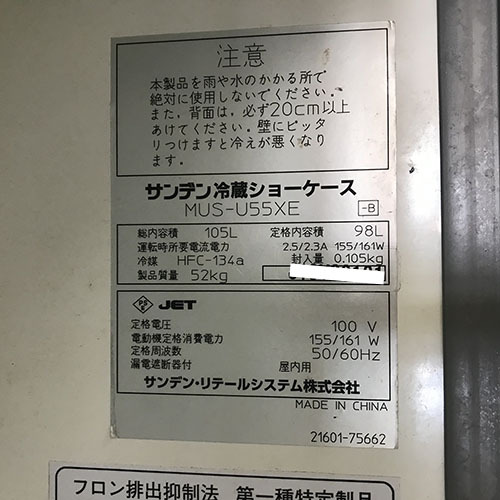 注意
本製品を雨や水のかかる所で
絶対に使用しないでください。
また，背面は，必ず20cm以上
あけてください。壁にピッタ
リつけますと冷えが悪くなり
ます。
サンデン冷蔵ショーケース
MUS-U55XE -B
総内容積 105L 定格内容積 98L
運転時所要電流電力 2.5/2.3A 155/161W
冷媒 HFC-134a 封入量 0.105kg
製品質量 52kg
PS E JET
定格電圧 100 V
電動機定格消費電力 155/161 W
定格周波数 50/60Hz
漏電遮断器付 屋内用
サンデン・リテールシステム株式会社
MADE IN CHINA
21601-75662
フロン排出抑制法 第一種特定製品